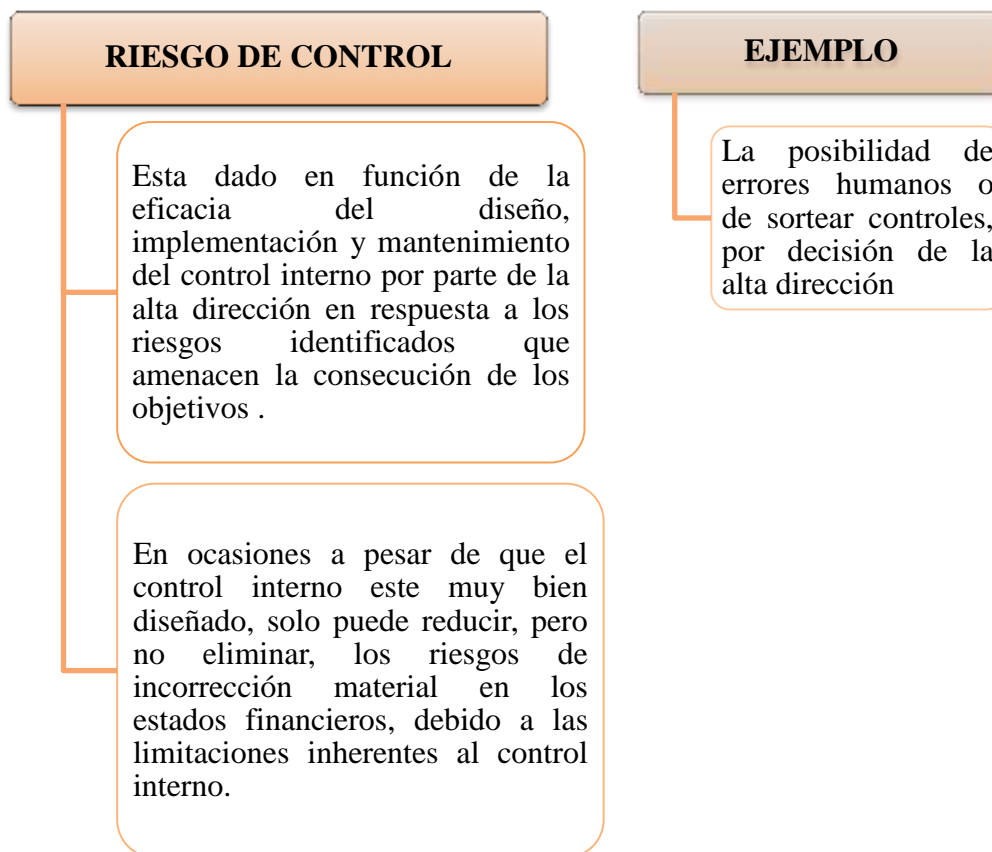 RIESGO DE CONTROL
Esta dado en función de la
eficacia del diseño,
implementación y mantenimiento
del control interno por parte de la
alta dirección en respuesta a los
riesgos identificados que
amenacen la consecución de los
objetivos .
En ocasiones a pesar de que el
control interno este muy bien
diseñado, solo puede reducir, pero
no eliminar, los riesgos de
incorrección material en los
estados financieros, debido a las
limitaciones inherentes al control
interno.
EJEMPLO
La posibilidad de
errores humanos o
de sortear controles,
por decisión de la
alta dirección